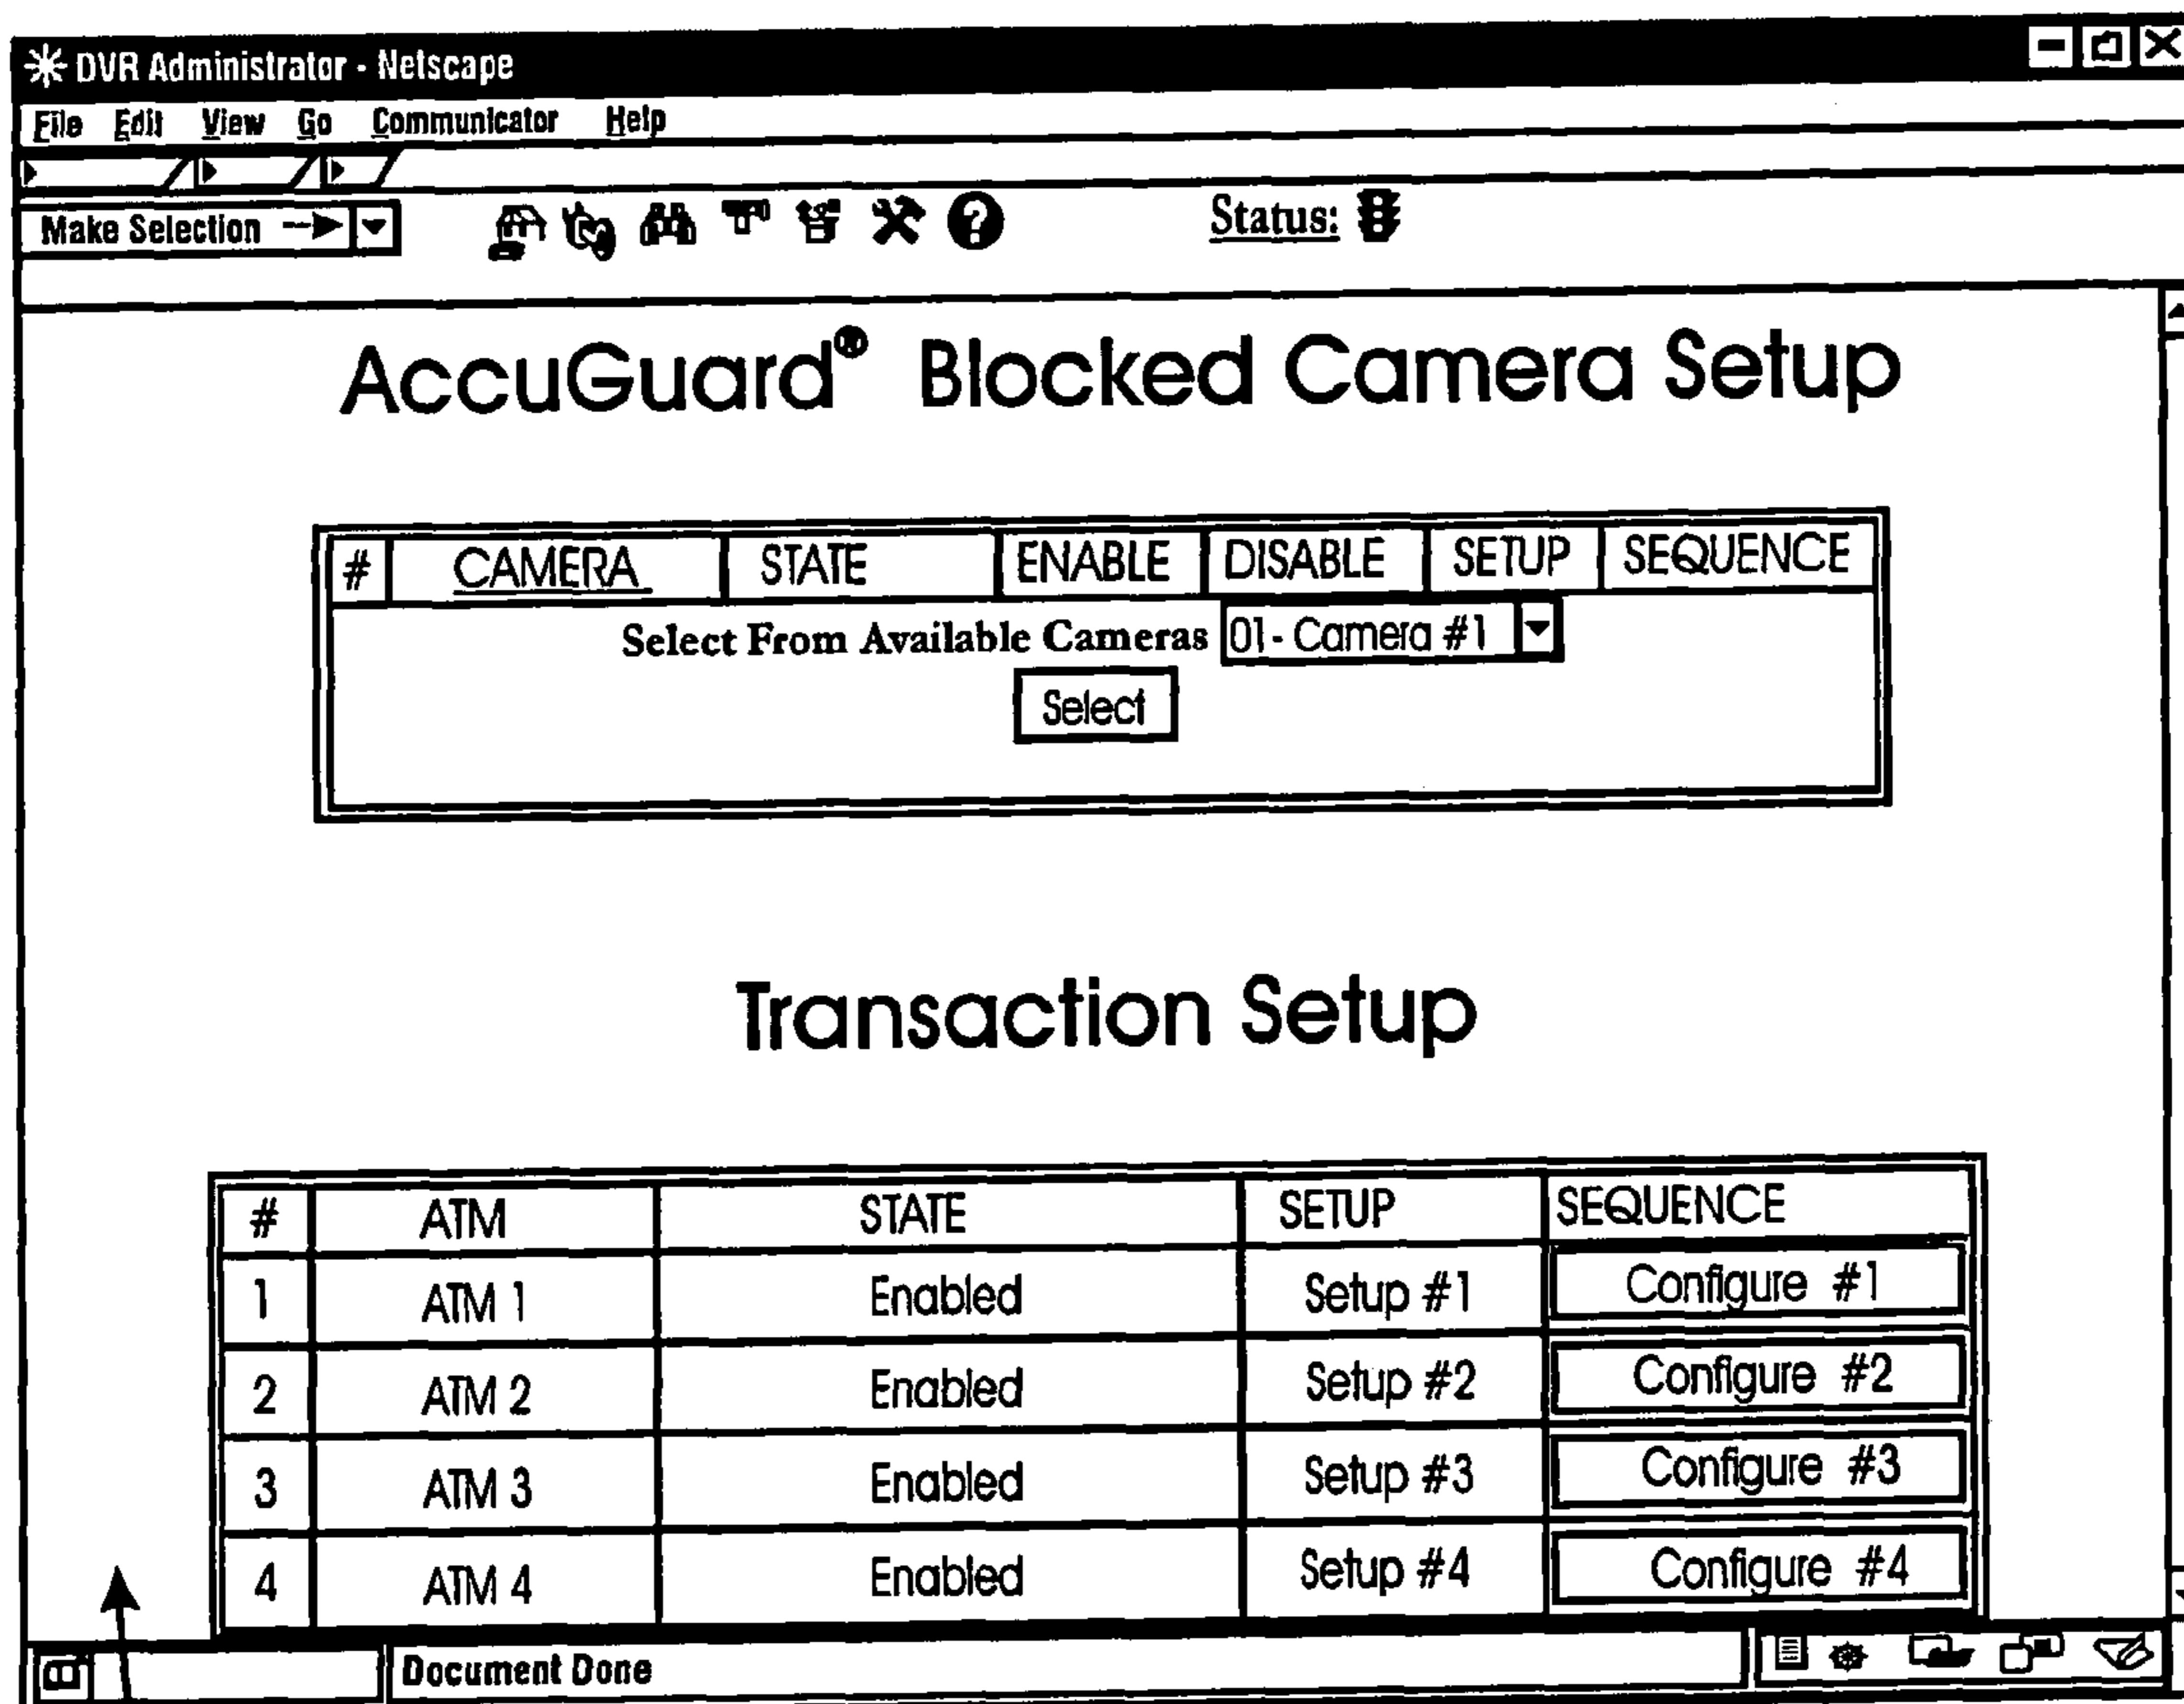 DVR Administrator - Netscape
File Edit View Go Communicator Help
Make Selection Status:
AccuGuard® Blocked Camera Setup
# CAMERA STATE ENABLE DISABLE SETUP SEQUENCE
Select From Available Cameras 01- Camera #1
Select
Transaction Setup
# ATM STATE SETUP SEQUENCE
1 ATM 1 Enabled Setup #1 Configure #1
2 ATM 2 Enabled Setup #2 Configure #2
3 ATM 3 Enabled Setup #3 Configure #3
4 ATM 4 Enabled Setup #4 Configure #4
Document Done